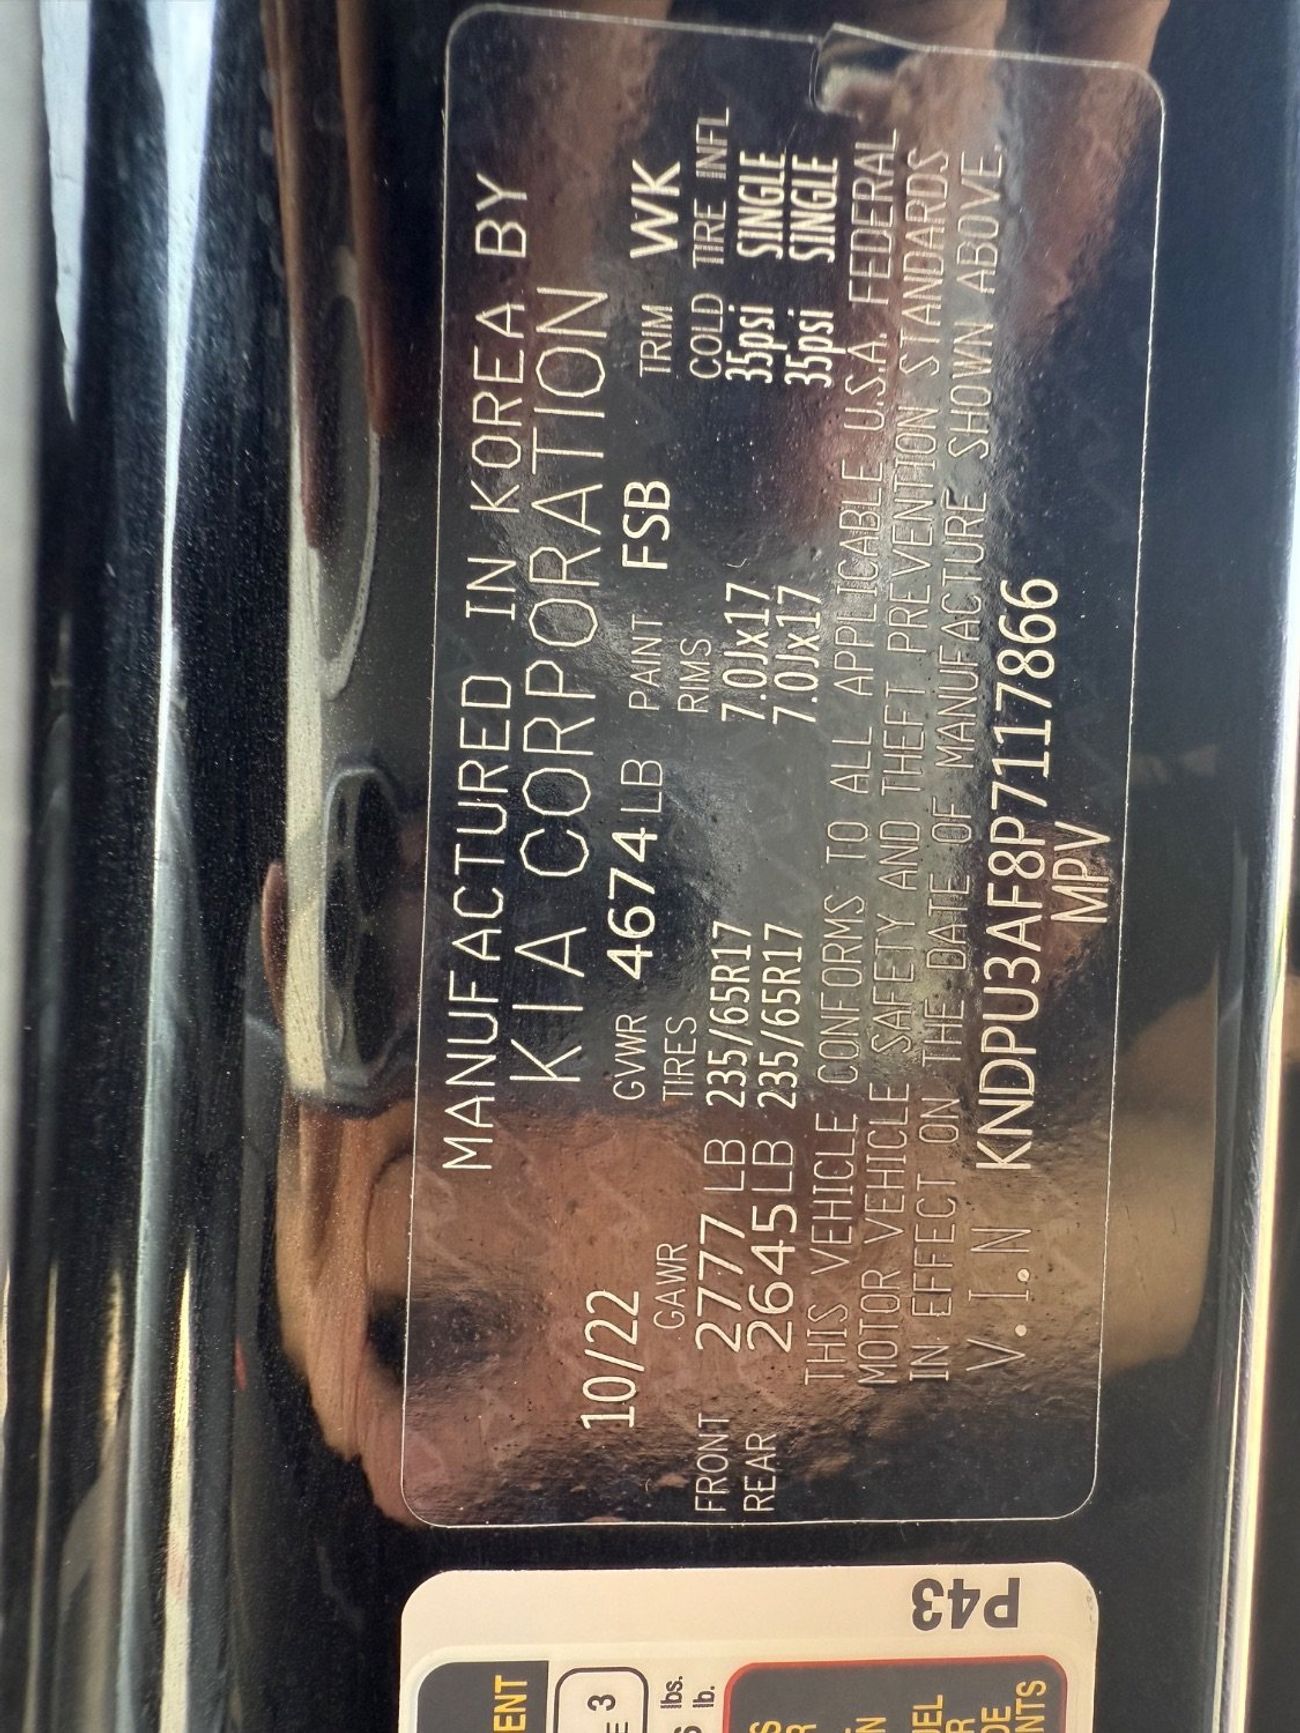 MANUFACTURED IN KOREA BY
KIA CORPORATION
10/22 GVWR 4674 LB PAINT FSB TRIM WK
GAWR TIRES RIMS COLD TIRE INFL
FRONT 2777 LB 235/65R17 7.0Jx17 35psi SINGLE
REAR 2645 LB 235/65R17 7.0Jx17 35psi SINGLE
THIS VEHICLE CONFORMS TO ALL APPLICABLE U.S.A. FEDERAL
MOTOR VEHICLE SAFETY AND THEFT PREVENTION STANDARDS
IN EFFECT ON THE DATE OF MANUFACTURE SHOWN ABOVE.
V.I.N KNDPU3AF8P7117866
MPV
P43
3
lbs.
lb.